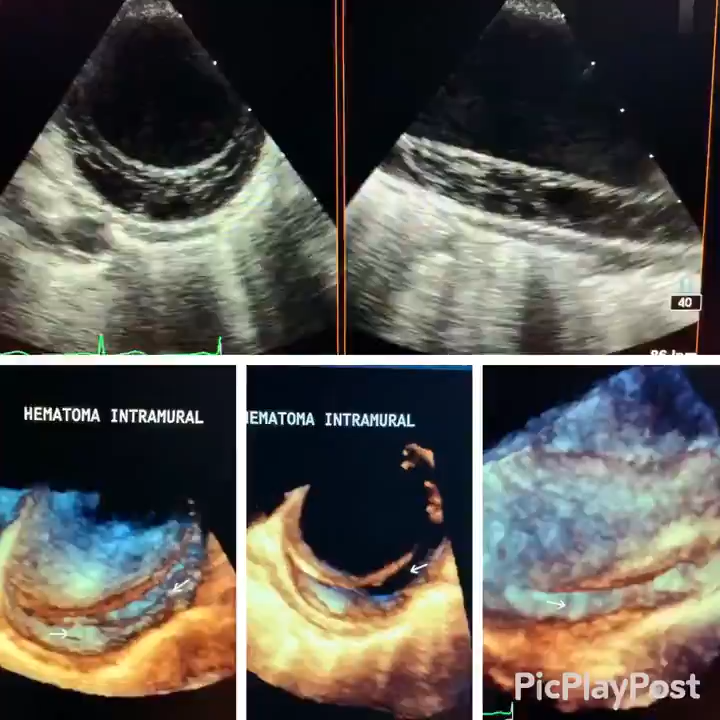 40
HEMATOMA INTRAMURAL
HEMATOMA INTRAMURAL
PicPlayPost